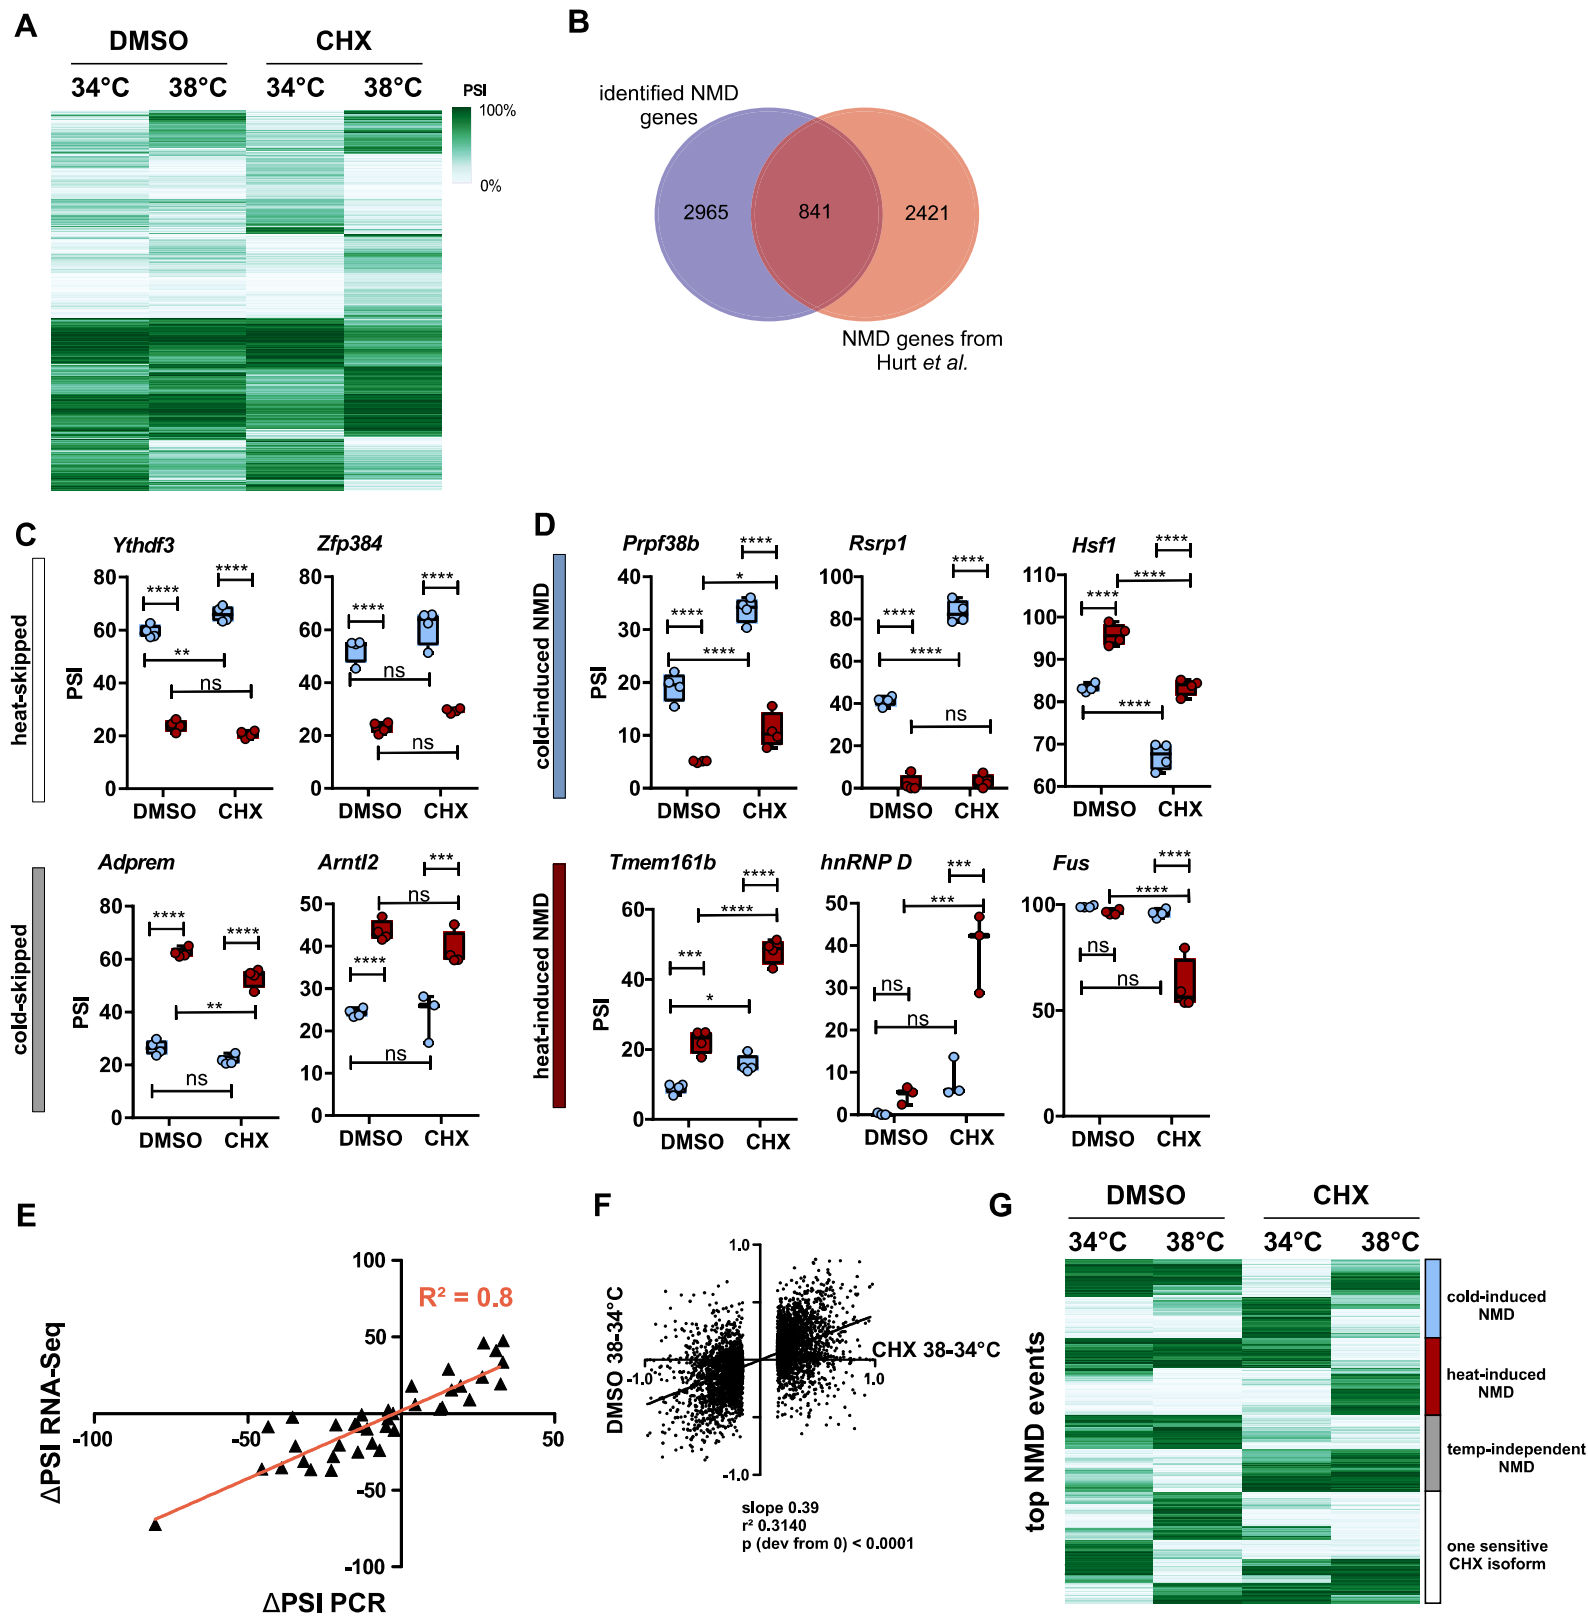 A
DMSO CHX
34°C 38°C 34°C 38°C
PSI
100%
0%
B
identified NMD
genes
2965 841 2421
NMD genes from
Hurt et al.
C
heat-skipped
Ythdf3
PSI
80
60
40
20
0
**** ****
**
ns
DMSO CHX
Zfp384
80
60
40
20
0
**** ****
ns
ns
DMSO CHX
cold-skipped
Adprem
PSI
80
60
40
20
0
**** ****
**
ns
DMSO CHX
Arntl2
50
40
30
20
10
0
***
ns
****
ns
DMSO CHX
D
cold-induced NMD
Prpf38b
PSI
40
30
20
10
0
****
*
****
****
DMSO CHX
Rsrp1
100
80
60
40
20
0
****
****
****
ns
DMSO CHX
Hsf1
110
100
90
80
70
60
****
****
****
****
DMSO CHX
heat-induced NMD
Tmem161b
PSI
60
40
20
0
****
****
***
*
DMSO CHX
hnRNP D
50
40
30
20
10
0
***
***
ns
ns
DMSO CHX
Fus
100
50
0
****
****
ns
ns
DMSO CHX
E
ΔPSI RNA-Seq
100
50
-50
-100
-100 -50 50
R² = 0.8
ΔPSI PCR
F
DMSO 38-34°C
1.0
-1.0
-1.0 1.0
CHX 38-34°C
slope 0.39
r² 0.3140
p (dev from 0) < 0.0001
G
DMSO CHX
34°C 38°C 34°C 38°C
top NMD events
cold-induced
NMD
heat-induced
NMD
temp-independent
NMD
one sensitive
CHX isoform